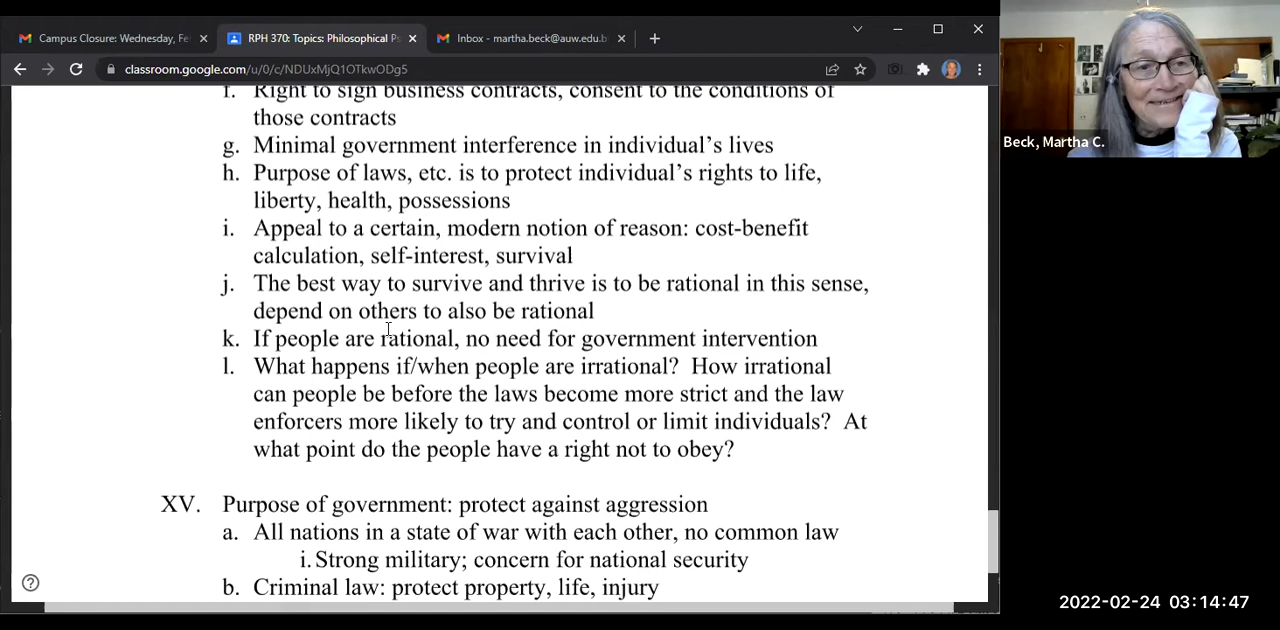 Campus Closure: Wednesday, Fe
RPH 370: Topics: Philosophical Ps
Inbox - martha.beck@auw.edu.b
classroom.google.com/u/0/c/NDUxMjQ1OTkwODg5
Beck, Martha C.
f. Right to sign business contracts, consent to the conditions of
those contracts
g. Minimal government interference in individual's lives
h. Purpose of laws, etc. is to protect individual's rights to life,
liberty, health, possessions
i. Appeal to a certain, modern notion of reason: cost-benefit
calculation, self-interest, survival
j. The best way to survive and thrive is to be rational in this sense,
depend on others to also be rational
k. If people are rational, no need for government intervention
l. What happens if/when people are irrational? How irrational
can people be before the laws become more strict and the law
enforcers more likely to try and control or limit individuals? At
what point do the people have a right not to obey?
XV. Purpose of government: protect against aggression
a. All nations in a state of war with each other, no common law
i. Strong military; concern for national security
b. Criminal law: protect property, life, injury
2022-02-24 03:14:47